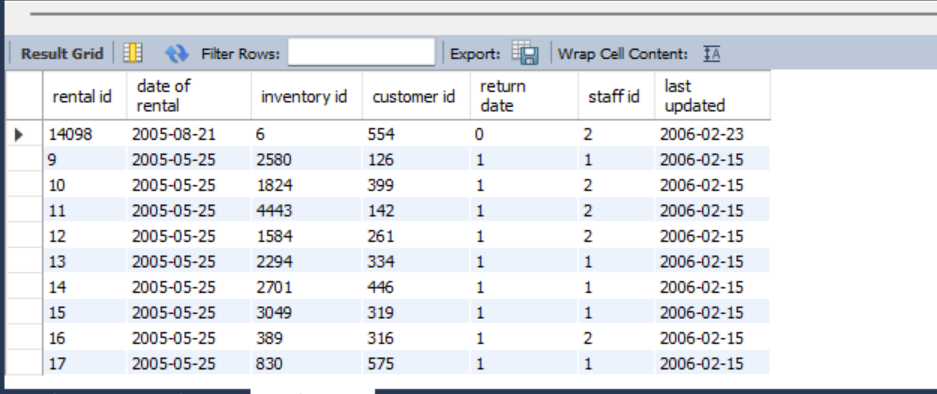 Result Grid Filter Rows: Export: Wrap Cell Content: IA
rental id date of rental inventory id customer id return date staff id last updated
14098 2005-08-21 6 554 0 2 2006-02-23
9 2005-05-25 2580 126 1 1 2006-02-15
10 2005-05-25 1824 399 1 2 2006-02-15
11 2005-05-25 4443 142 1 2 2006-02-15
12 2005-05-25 1584 261 1 2 2006-02-15
13 2005-05-25 2294 334 1 1 2006-02-15
14 2005-05-25 2701 446 1 1 2006-02-15
15 2005-05-25 3049 319 1 1 2006-02-15
16 2005-05-25 389 316 1 2 2006-02-15
17 2005-05-25 830 575 1 1 2006-02-15